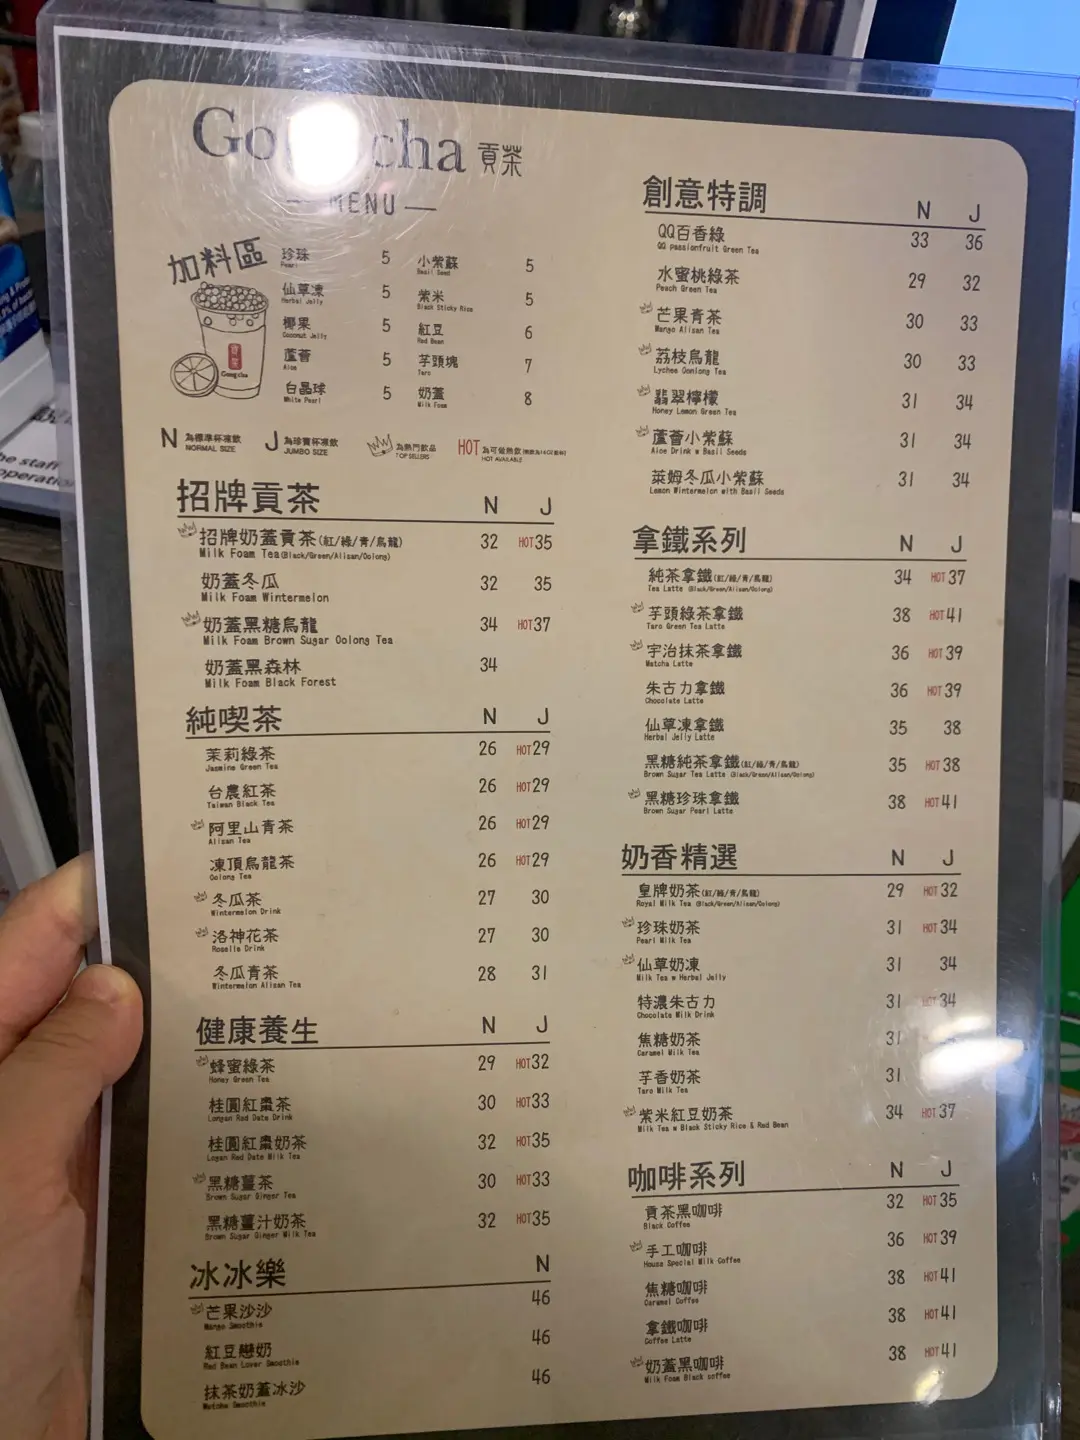 貢茶
MENU
加料區
珍珠 5
Pearl
仙草凍 5
Herbal Jelly
椰果 5
Coconut Jelly
蘆薈 5
Aloe
白晶球 5
White Pearl
小紫蘇 5
Basil Seed
紫米 5
Black Sticky Rice
紅豆 6
Red Bean
芋頭塊 7
Taro
奶蓋 8
Milk Foam
貢茶
Gongcha
N 為標準杯凍飲
NORMAL SIZE
J 為珍寶杯凍飲
JUMBO SIZE
為熱門飲品
TOP SELLERS
HOT 為可做熱飲
HOT AVAILABLE
招牌貢茶 N J
招牌奶蓋貢茶(紅/綠/青/烏龍) 32 HOT35
Milk Foam Tea(Black/Green/Alisan/Oolong)
奶蓋冬瓜 32 35
Milk Foam Wintermelon
奶蓋黑糖烏龍 34 HOT37
Milk Foam Brown Sugar Oolong Tea
奶蓋黑森林 34
Milk Foam Black Forest
純喫茶 N J
茉莉綠茶 26 HOT29
Jasmine Green Tea
台農紅茶 26 HOT29
Taiwan Black Tea
阿里山青茶 26 HOT29
Alisan Tea
凍頂烏龍茶 26 HOT29
Oolong Tea
冬瓜茶 27 30
Wintermelon Drink
洛神花茶 27 30
Roselle Drink
冬瓜青茶 28 31
Wintermelon Alisan Tea
健康養生 N J
蜂蜜綠茶 29 HOT32
Honey Green Tea
桂圓紅棗茶 30 HOT33
Longan Red Date Drink
桂圓紅棗奶茶 32 HOT35
Logan Red Date Milk Tea
黑糖薑茶 30 HOT33
Brown Sugar Ginger Tea
黑糖薑汁奶茶 32 HOT35
Brown Sugar Ginger Milk Tea
冰冰樂 N
芒果沙沙 46
Mango Smoothie
紅豆戀奶 46
Red Bean Lover Smoothie
抹茶奶蓋冰沙 46
Matcha Smoothie
創意特調 N J
QQ百香綠 33 36
QQ passionfruit Green Tea
水蜜桃綠茶 29 32
Peach Green Tea
芒果青茶 30 33
Mango Alisan Tea
荔枝烏龍 30 33
Lychee Oonlong Tea
翡翠檸檬 31 34
Honey Lemon Green Tea
蘆薈小紫蘇 31 34
Aloe Drink w Basil Seeds
萊姆冬瓜小紫蘇 31 34
Lemon Wintermelon with Basil Seeds
拿鐵系列 N J
純茶拿鐵(紅/綠/青/烏龍) 34 HOT37
Tea Latte (Black/Green/Alisan/Oolong)
芋頭綠茶拿鐵 38 HOT41
Taro Green Tea Latte
宇治抹茶拿鐵 36 HOT39
Matcha Latte
朱古力拿鐵 36 HOT39
Chocolate Latte
仙草凍拿鐵 35 38
Herbal Jelly Latte
黑糖純茶拿鐵(紅/綠/青/烏龍) 35 HOT38
Brown Sugar Tea Latte (Black/Green/Alisan/Oolong)
黑糖珍珠拿鐵 38 HOT41
Brown Sugar Pearl Latte
奶香精選 N J
皇牌奶茶(紅/綠/青/烏龍) 29 HOT32
Royal Milk Tea (Black/Green/Alisan/Oolong)
珍珠奶茶 31 HOT34
Pearl Milk Tea
仙草奶凍 31 34
Milk Tea w Herbal Jelly
特濃朱古力 31 HOT34
Chocolate Milk Drink
焦糖奶茶 31
Caramel Milk Tea
芋香奶茶 31
Taro Milk Tea
紫米紅豆奶茶 34 HOT37
Milk Tea w Black Sticky Rice & Red Bean
咖啡系列 N J
貢茶黑咖啡 32 HOT35
Black Coffee
手工咖啡 36 HOT39
House Special Milk Coffee
焦糖咖啡 38 HOT41
Caramel Coffee
拿鐵咖啡 38 HOT41
Coffee Latte
奶蓋黑咖啡 38 HOT41
Milk Foam Black coffee